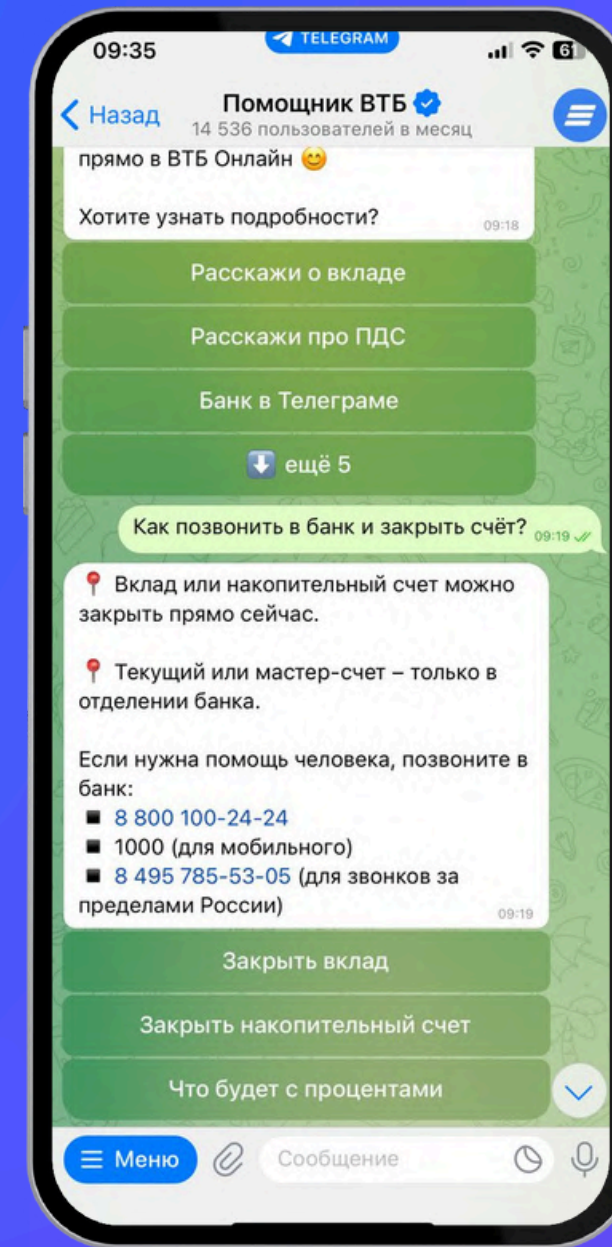 09:35
TELEGRAM
61
Назад
Помощник ВТБ
14 536 пользователей в месяц
прямо в ВТБ Онлайн 😊
Хотите узнать подробности?
09:18
Расскажи о вкладе
Расскажи про ПДС
Банк в Телеграме
⬇️ ещё 5
Как позвонить в банк и закрыть счёт? 09:19
📍 Вклад или накопительный счет можно
закрыть прямо сейчас.
📍 Текущий или мастер-счет – только в
отделении банка.
Если нужна помощь человека, позвоните в
банк:
▪️ 8 800 100-24-24
▪️ 1000 (для мобильного)
▪️ 8 495 785-53-05 (для звонков за
пределами России)
09:19
Закрыть вклад
Закрыть накопительный счет
Что будет с процентами
Меню
Сообщение